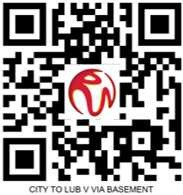 CITY TO LUB V VIA BASEMENT